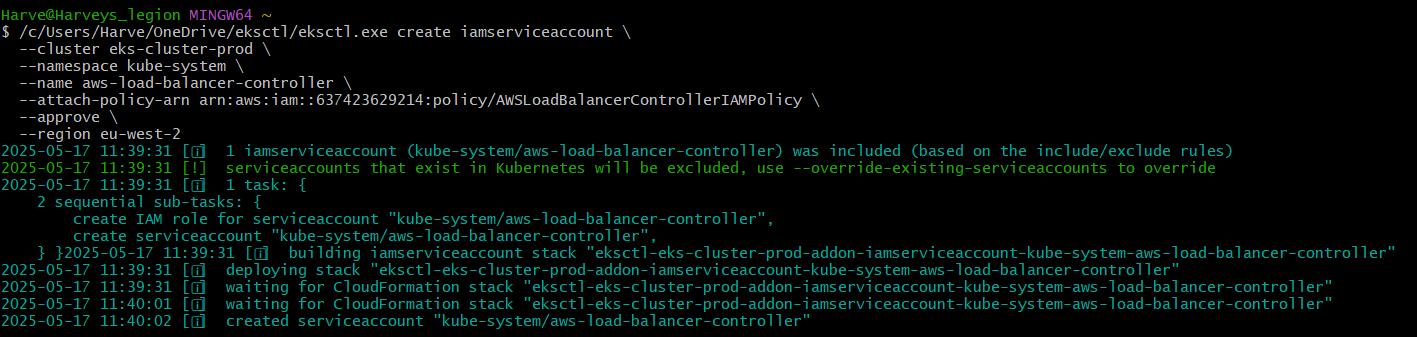 Harve@Harveys_legion MINGW64 ~
$ /c/Users/Harve/OneDrive/eksctl/eksctl.exe create iamserviceaccount \
  --cluster eks-cluster-prod \
  --namespace kube-system \
  --name aws-load-balancer-controller \
  --attach-policy-arn arn:aws:iam::637423629214:policy/AWSLoadBalancerControllerIAMPolicy \
  --approve \
  --region eu-west-2
2025-05-17 11:39:31 [ℹ]  1 iamserviceaccount (kube-system/aws-load-balancer-controller) was included (based on the include/exclude rules)
2025-05-17 11:39:31 [!]  serviceaccounts that exist in Kubernetes will be excluded, use --override-existing-serviceaccounts to override
2025-05-17 11:39:31 [ℹ]  1 task: {
    2 sequential sub-tasks: {
        create IAM role for serviceaccount "kube-system/aws-load-balancer-controller",
        create serviceaccount "kube-system/aws-load-balancer-controller",
    } }2025-05-17 11:39:31 [ℹ]  building iamserviceaccount stack "eksctl-eks-cluster-prod-addon-iamserviceaccount-kube-system-aws-load-balancer-controller"
2025-05-17 11:39:31 [ℹ]  deploying stack "eksctl-eks-cluster-prod-addon-iamserviceaccount-kube-system-aws-load-balancer-controller"
2025-05-17 11:39:31 [ℹ]  waiting for CloudFormation stack "eksctl-eks-cluster-prod-addon-iamserviceaccount-kube-system-aws-load-balancer-controller"
2025-05-17 11:40:01 [ℹ]  waiting for CloudFormation stack "eksctl-eks-cluster-prod-addon-iamserviceaccount-kube-system-aws-load-balancer-controller"
2025-05-17 11:40:02 [ℹ]  created serviceaccount "kube-system/aws-load-balancer-controller"